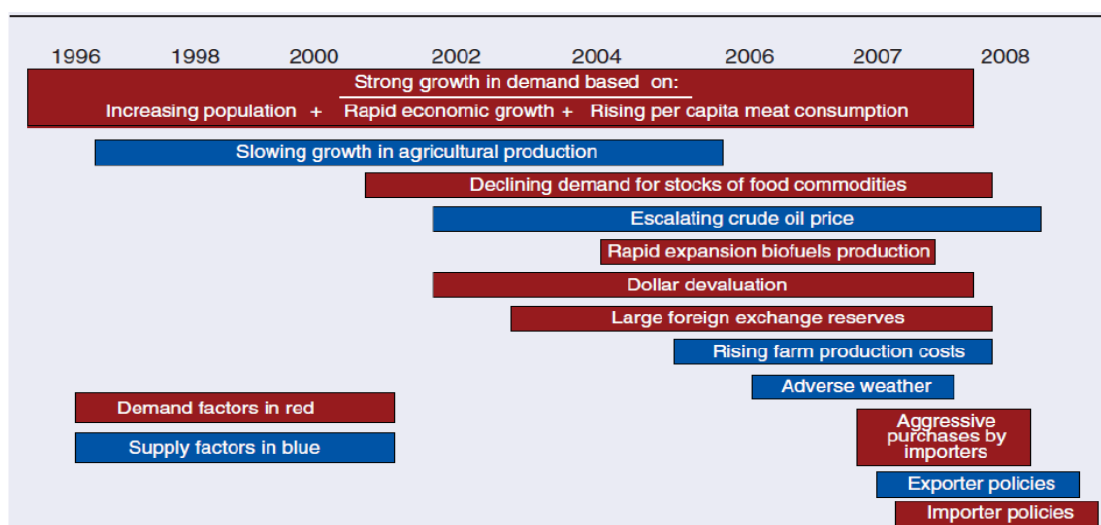 1996 1998 2000 2002 2004 2006 2007 2008
Strong growth in demand based on:
Increasing population + Rapid economic growth + Rising per capita meat consumption
Slowing growth in agricultural production
Declining demand for stocks of food commodities
Escalating crude oil price
Rapid expansion biofuels production
Dollar devaluation
Large foreign exchange reserves
Rising farm production costs
Adverse weather
Demand factors in red
Supply factors in blue
Aggressive
purchases by
importers
Exporter policies
Importer policies